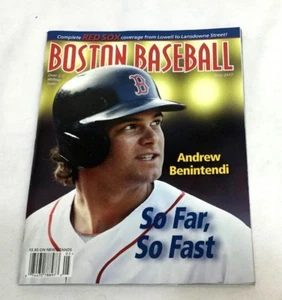 Complete RED SOX coverage from Lowell to Lansdowne Street!
BOSTON BASEBALL
B
Andrew
Benintendi
So Far,
So Fast